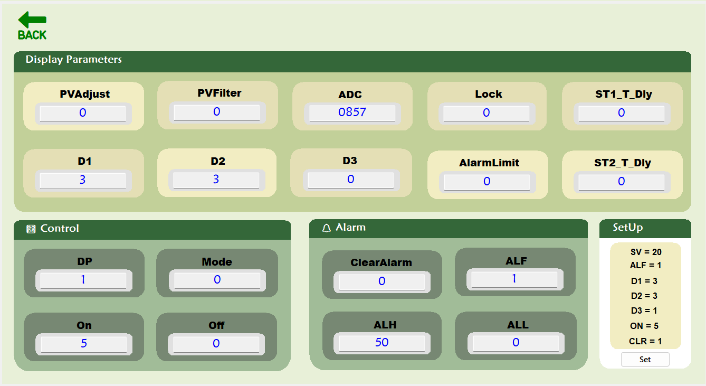 BACK
Display Parameters
PVAdjust
0
PVFilter
0
ADC
0857
Lock
0
ST1_T_Dly
0
D1
3
D2
3
D3
0
AlarmLimit
0
ST2_T_Dly
0
Control
DP
1
Mode
0
On
5
Off
0
Alarm
ClearAlarm
0
ALF
1
ALH
50
ALL
0
SetUp
SV = 20
ALF = 1
D1 = 3
D2 = 3
D3 = 1
ON = 5
CLR = 1
Set